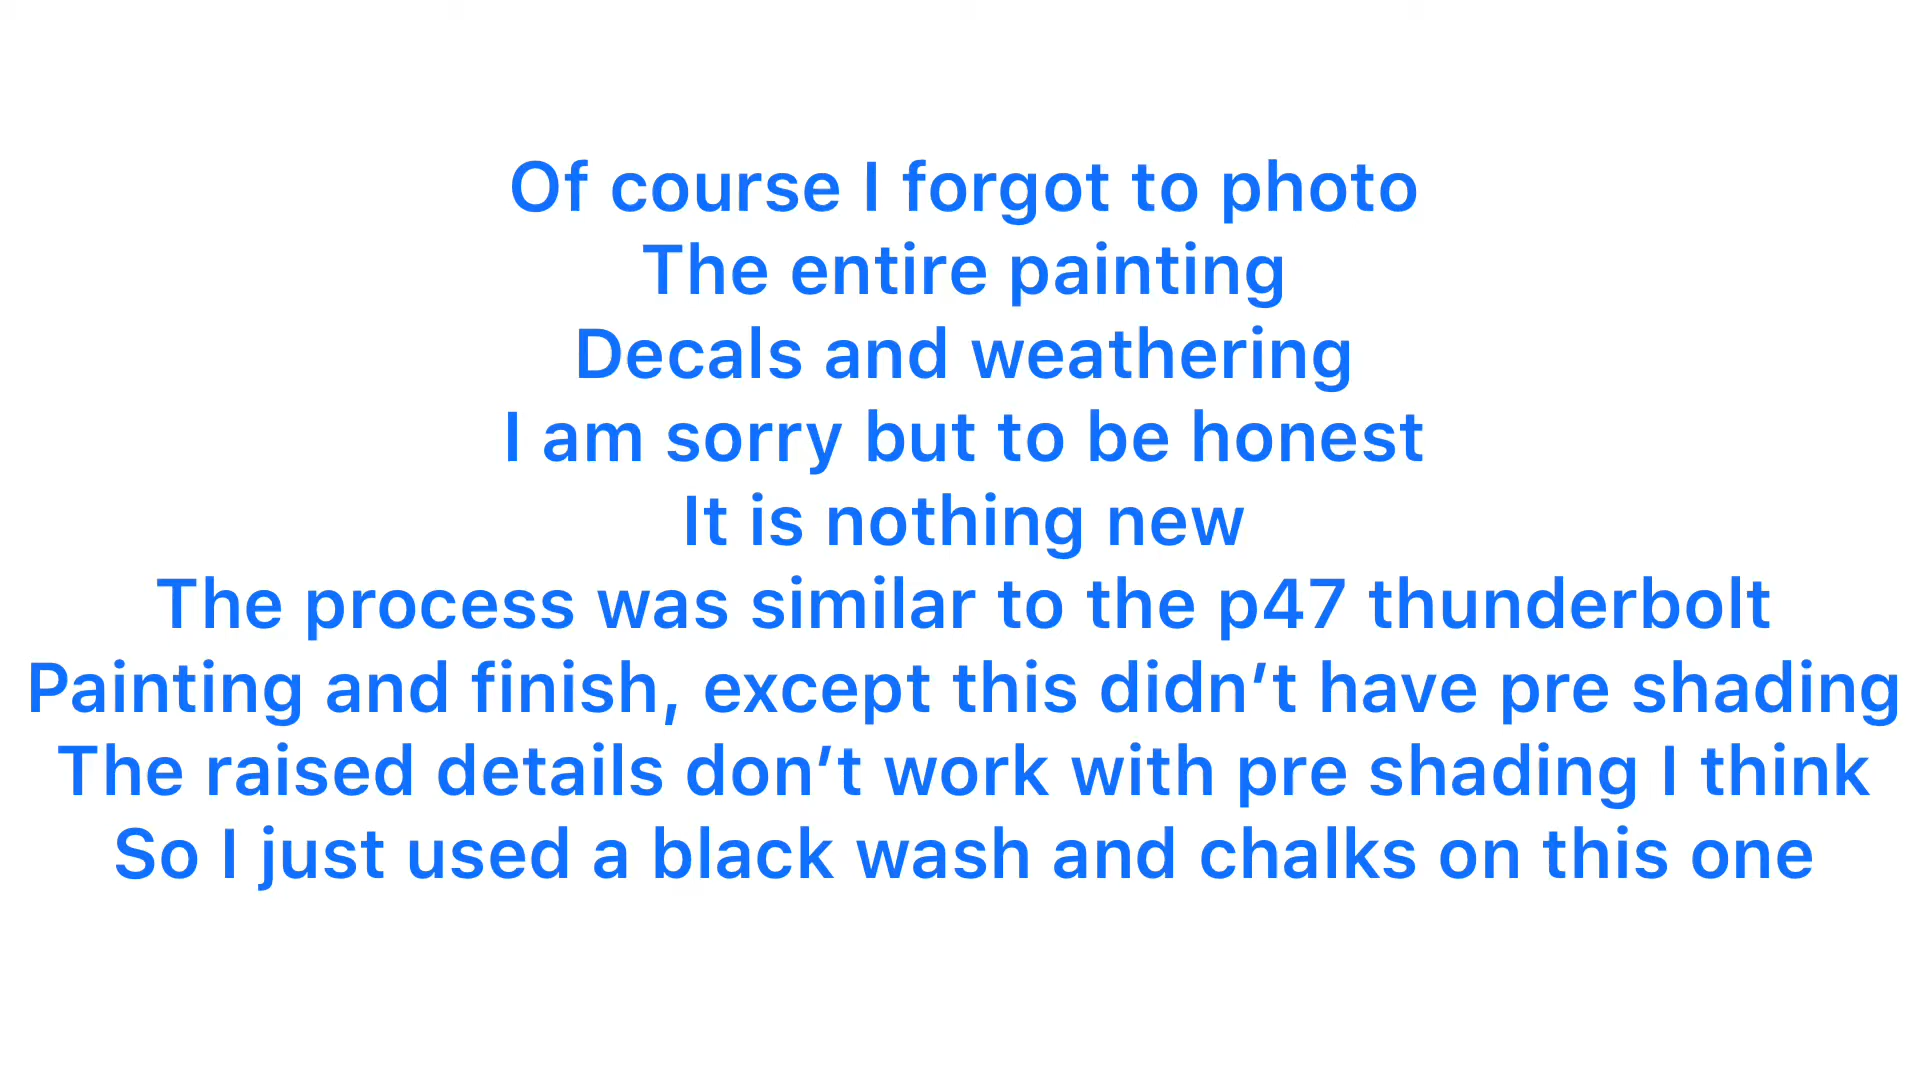 Of course I forgot to photo
The entire painting
Decals and weathering
I am sorry but to be honest
It is nothing new
The process was similar to the p47 thunderbolt
Painting and finish, except this didn’t have pre shading
The raised details don’t work with pre shading I think
So I just used a black wash and chalks on this one